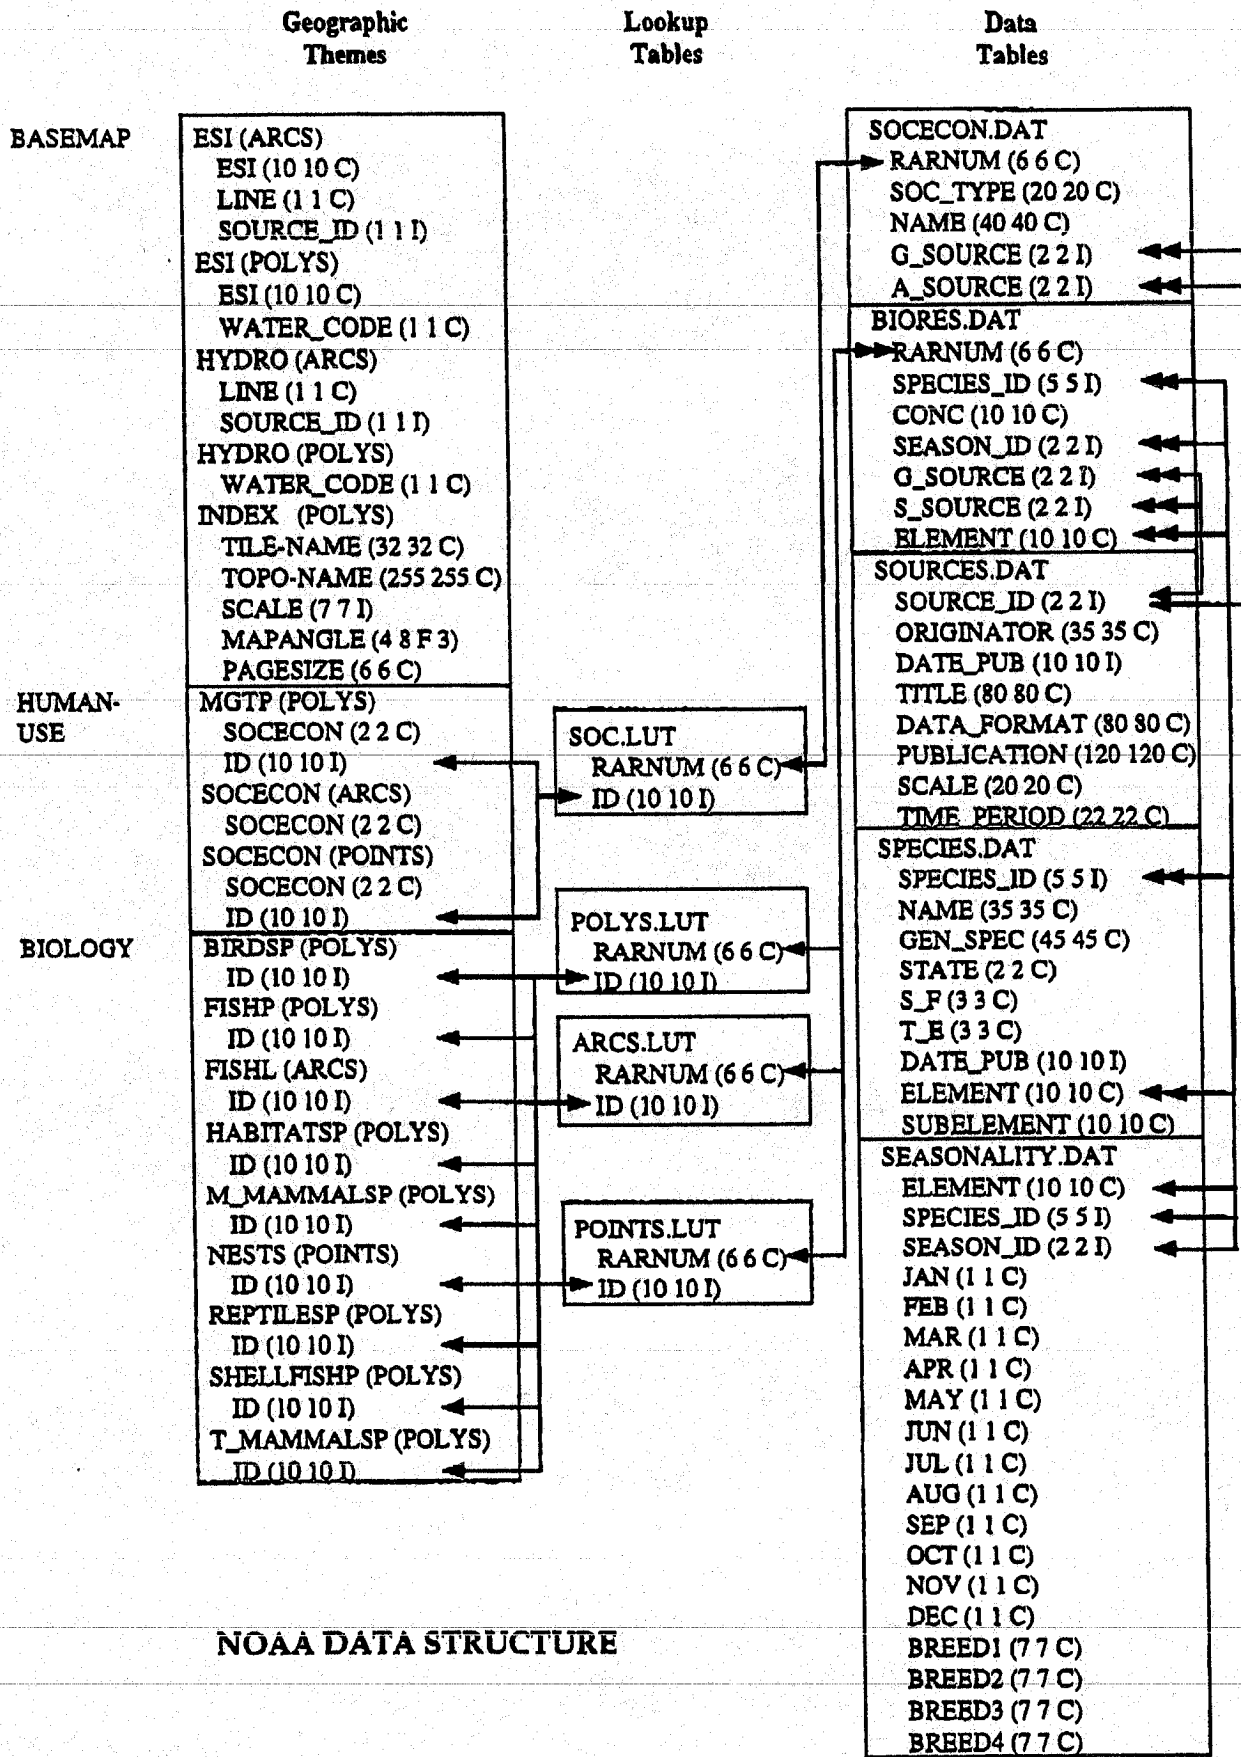 Geographic
Themes
Lookup
Tables
Data
Tables
BASEMAP
ESI (ARCS)
ESI (10 10 C)
LINE (1 1 C)
SOURCE_ID (1 1 I)
ESI (POLYS)
ESI (10 10 C)
WATER_CODE (1 1 C)
HYDRO (ARCS)
LINE (1 1 C)
SOURCE_ID (1 1 I)
HYDRO (POLYS)
WATER_CODE (1 1 C)
INDEX (POLYS)
TILE-NAME (32 32 C)
TOPO-NAME (255 255 C)
SCALE (7 7 I)
MAPANGLE (4 8 F 3)
PAGESIZE (6 6 C)
HUMAN-
USE
MGTP (POLYS)
SOCECON (2 2 C)
ID (10 10 I)
SOCECON (ARCS)
SOCECON (2 2 C)
SOCECON (POINTS)
SOCECON (2 2 C)
ID (10 10 I)
BIOLOGY
BIRDSP (POLYS)
ID (10 10 I)
FISHP (POLYS)
ID (10 10 I)
FISHL (ARCS)
ID (10 10 I)
HABITATSP (POLYS)
ID (10 10 I)
M_MAMMALSP (POLYS)
ID (10 10 I)
NESTS (POINTS)
ID (10 10 I)
REPTILESP (POLYS)
ID (10 10 I)
SHELLFISHP (POLYS)
ID (10 10 I)
T_MAMMALSP (POLYS)
ID (10 10 I)
SOC.LUT
RARNUM (6 6 C)
ID (10 10 I)
POLYS.LUT
RARNUM (6 6 C)
ID (10 10 I)
ARCS.LUT
RARNUM (6 6 C)
ID (10 10 I)
POINTS.LUT
RARNUM (6 6 C)
ID (10 10 I)
SOCECON.DAT
RARNUM (6 6 C)
SOC_TYPE (20 20 C)
NAME (40 40 C)
G_SOURCE (2 2 I)
A_SOURCE (2 2 I)
BIORES.DAT
RARNUM (6 6 C)
SPECIES_ID (5 5 I)
CONC (10 10 C)
SEASON_ID (2 2 I)
G_SOURCE (2 2 I)
S_SOURCE (2 2 I)
ELEMENT (10 10 C)
SOURCES.DAT
SOURCE_ID (2 2 I)
ORIGINATOR (35 35 C)
DATE_PUB (10 10 I)
TITLE (80 80 C)
DATA_FORMAT (80 80 C)
PUBLICATION (120 120 C)
SCALE (20 20 C)
TIME_PERIOD (22 22 C)
SPECIES.DAT
SPECIES_ID (5 5 I)
NAME (35 35 C)
GEN_SPEC (45 45 C)
STATE (2 2 C)
S_F (3 3 C)
T_E (3 3 C)
DATE_PUB (10 10 I)
ELEMENT (10 10 C)
SUBELEMENT (10 10 C)
SEASONALITY.DAT
ELEMENT (10 10 C)
SPECIES_ID (5 5 I)
SEASON_ID (2 2 I)
JAN (1 1 C)
FEB (1 1 C)
MAR (1 1 C)
APR (1 1 C)
MAY (1 1 C)
JUN (1 1 C)
JUL (1 1 C)
AUG (1 1 C)
SEP (1 1 C)
OCT (1 1 C)
NOV (1 1 C)
DEC (1 1 C)
BREED1 (7 7 C)
BREED2 (7 7 C)
BREED3 (7 7 C)
BREED4 (7 7 C)
NOAA DATA STRUCTURE